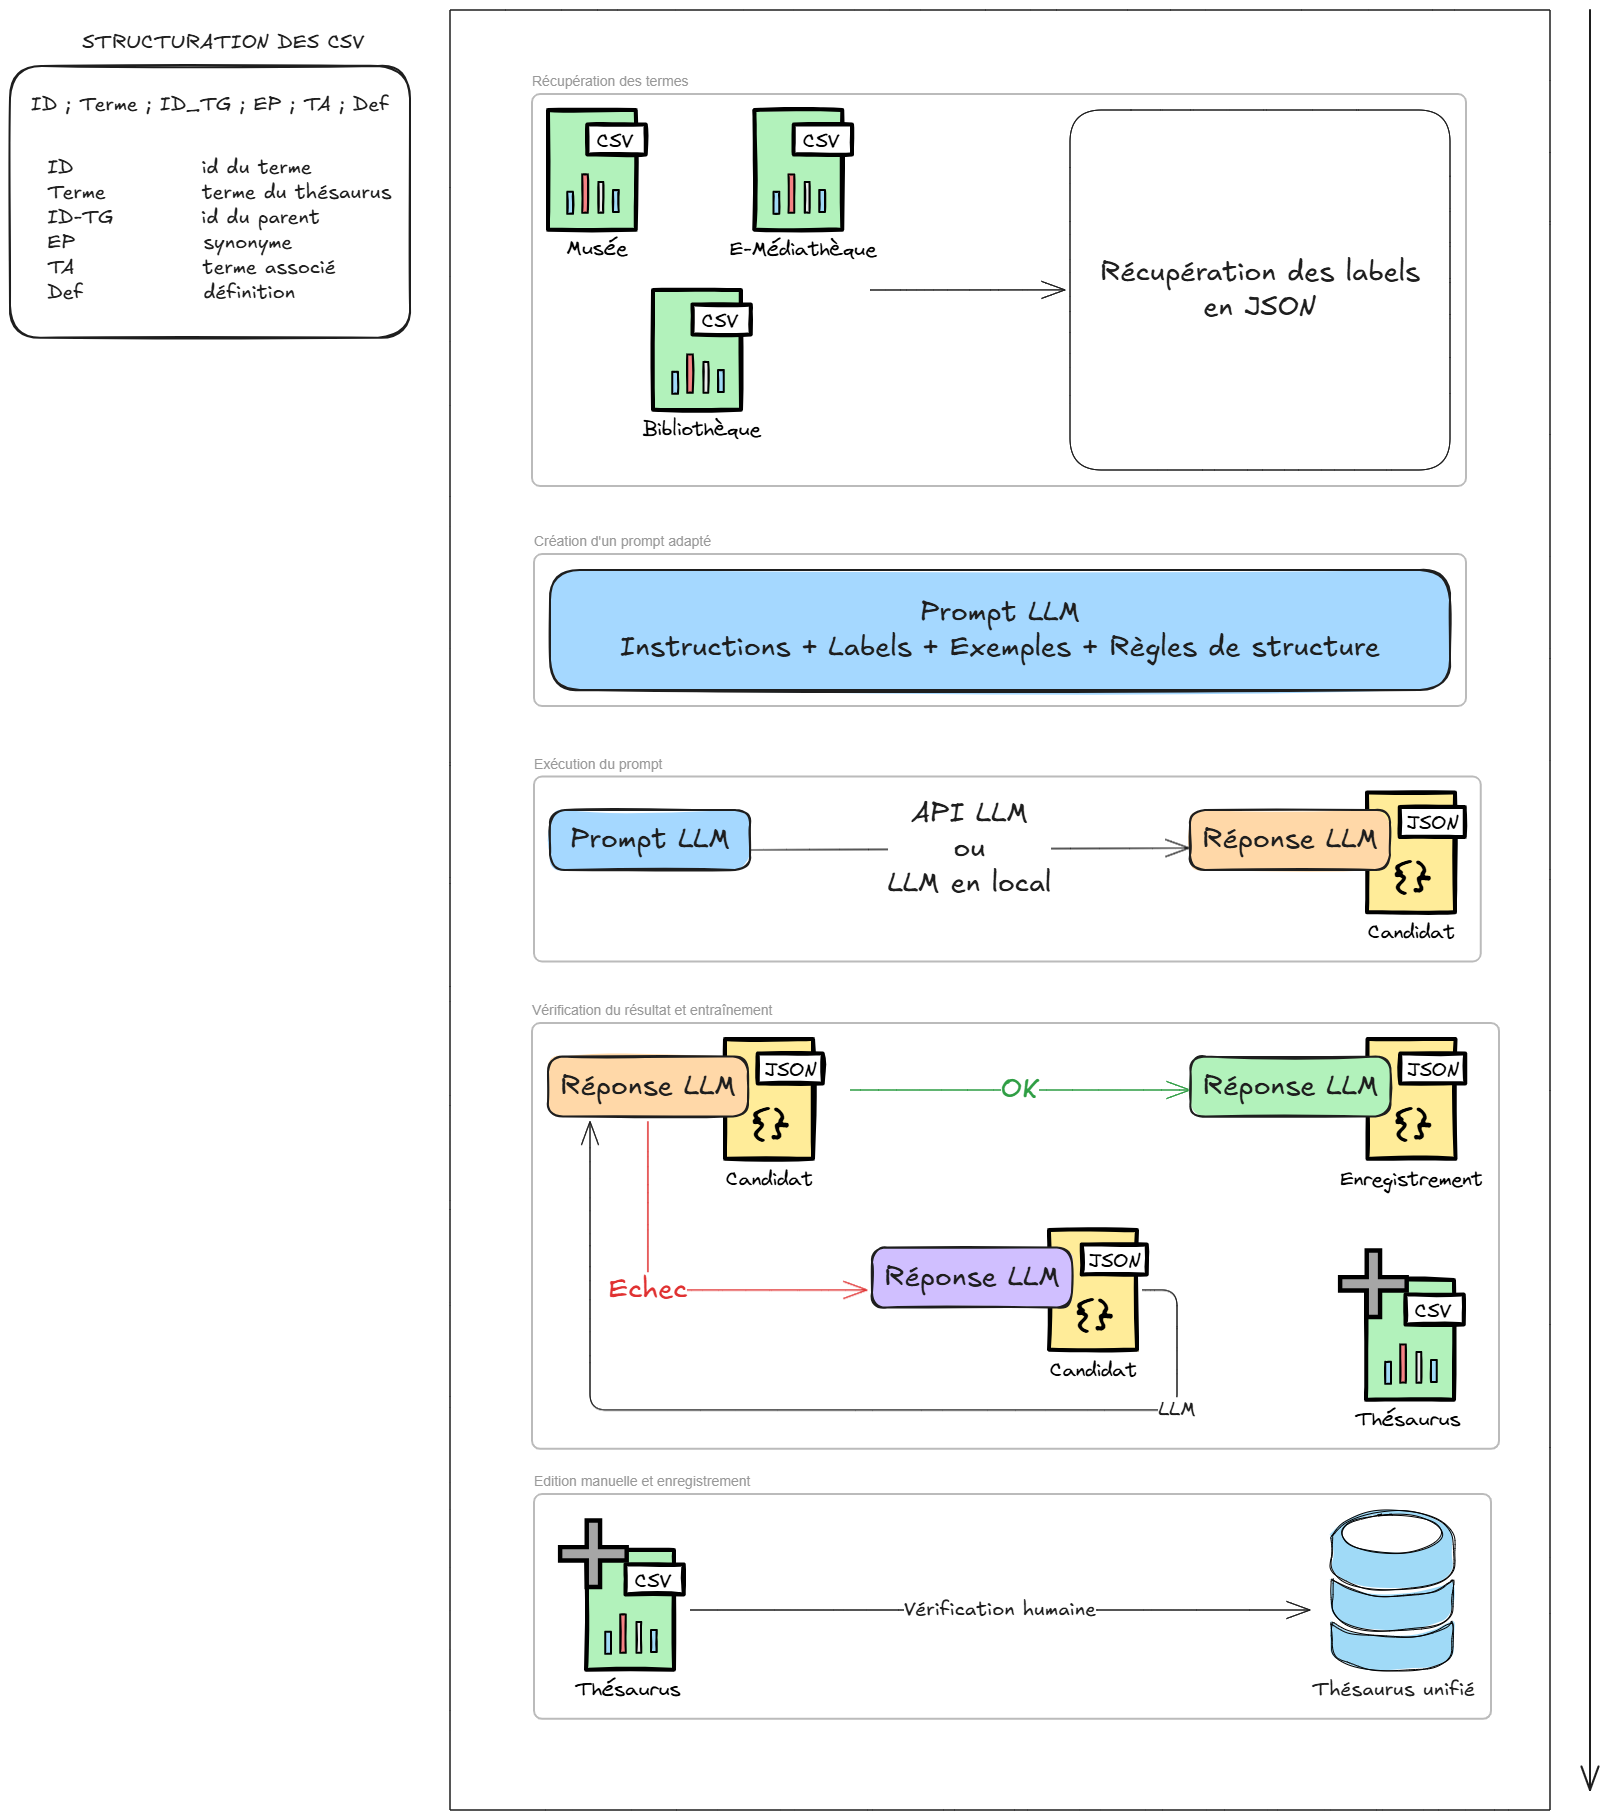 STRUCTURATION DES CSV
ID ; Terme ; ID_TG ; EP ; TA ; Def
ID id du terme
Terme terme du thésaurus
ID-TG id du parent
EP synonyme
TA terme associé
Def définition
Récupération des termes
CSV
Musée
CSV
E-Médiathèque
CSV
Bibliothèque
Récupération des labels
en JSON
Création d'un prompt adapté
Prompt LLM
Instructions + Labels + Exemples + Règles de structure
Exécution du prompt
Prompt LLM
API LLM
ou
LLM en local
Réponse LLM
JSON
Candidat
Vérification du résultat et entraînement
Réponse LLM
JSON
Candidat
OK
Réponse LLM
JSON
Enregistrement
Echec
Réponse LLM
JSON
Candidat
LLM
CSV
Thésaurus
Edition manuelle et enregistrement
CSV
Thésaurus
Vérification humaine
Thésaurus unifié